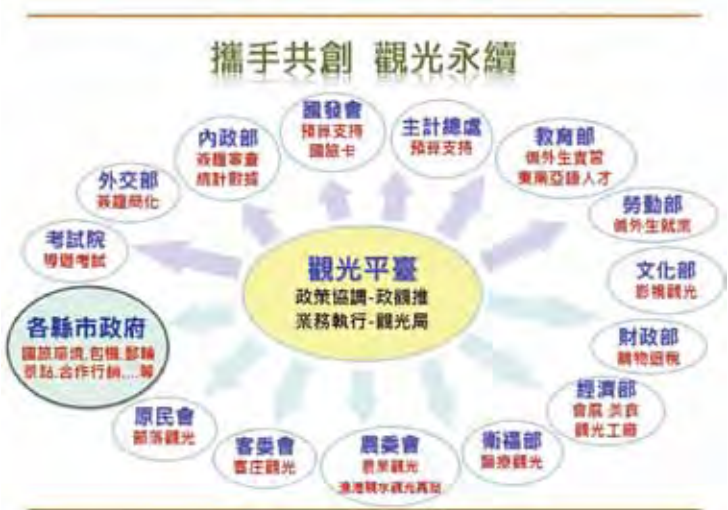 攜手共創 觀光永續
國發會
預算支持
國旅卡
主計總處
預算支持
內政部
簽證審查
統計數據
教育部
僑外生實習
東南亞語人才
外交部
簽證簡化
勞動部
僑外生就業
考試院
導遊考試
文化部
影視觀光
觀光平臺
政策協調-政觀推
業務執行-觀光局
各縣市政府
國旅環境,包機,郵輪
景點,合作行銷....等
財政部
購物退稅
經濟部
會展 美食
觀光工廠
原民會
部落觀光
客委會
客庄觀光
農委會
農業觀光
衛福部
醫療觀光